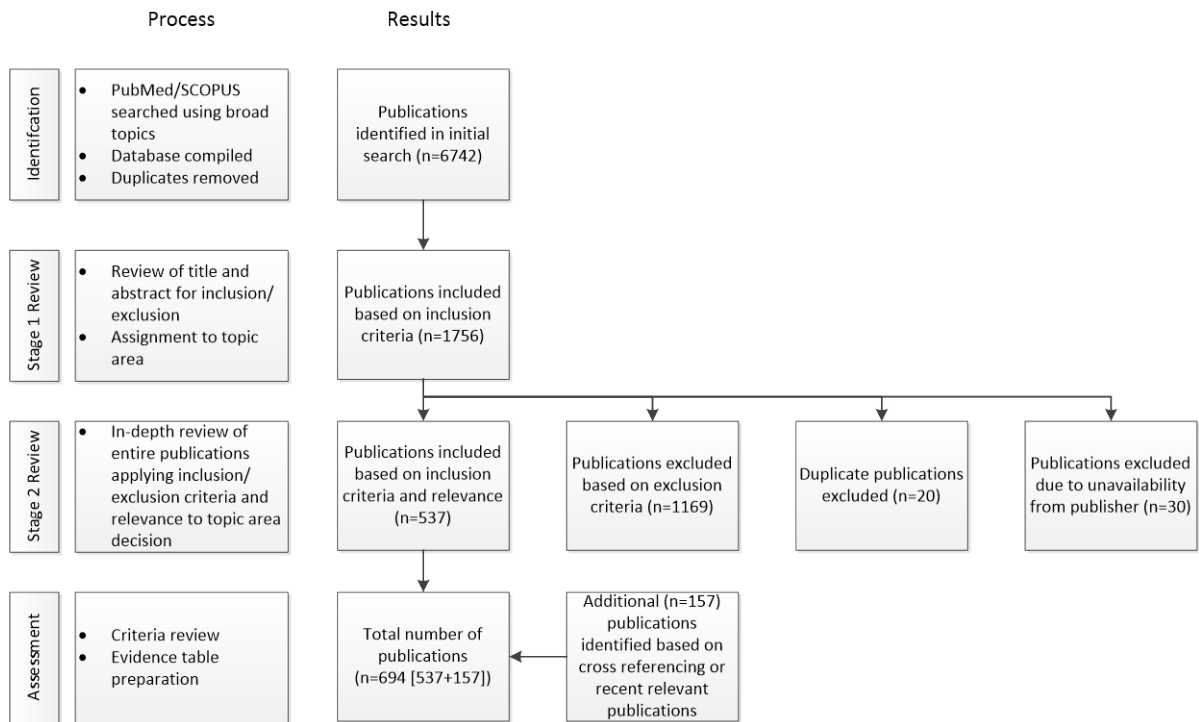 Process
Results
Identifcation
• PubMed/SCOPUS
searched using broad
topics
• Database compiled
• Duplicates removed
Publications
identified in initial
search (n=6742)
Stage 1 Review
• Review of title and
abstract for inclusion/
exclusion
• Assignment to topic
area
Publications included
based on inclusion
criteria (n=1756)
Stage 2 Review
• In-depth review of
entire publications
applying inclusion/
exclusion criteria and
relevance to topic area
decision
Publications included
based on inclusion
criteria and relevance
(n=537)
Publications excluded
based on exclusion
criteria (n=1169)
Duplicate publications
excluded (n=20)
Publications excluded
due to unavailability
from publisher (n=30)
Assessment
• Criteria review
• Evidence table
preparation
Total number of
publications
(n=694 [537+157])
Additional (n=157)
publications
identified based on
cross referencing or
recent relevant
publications